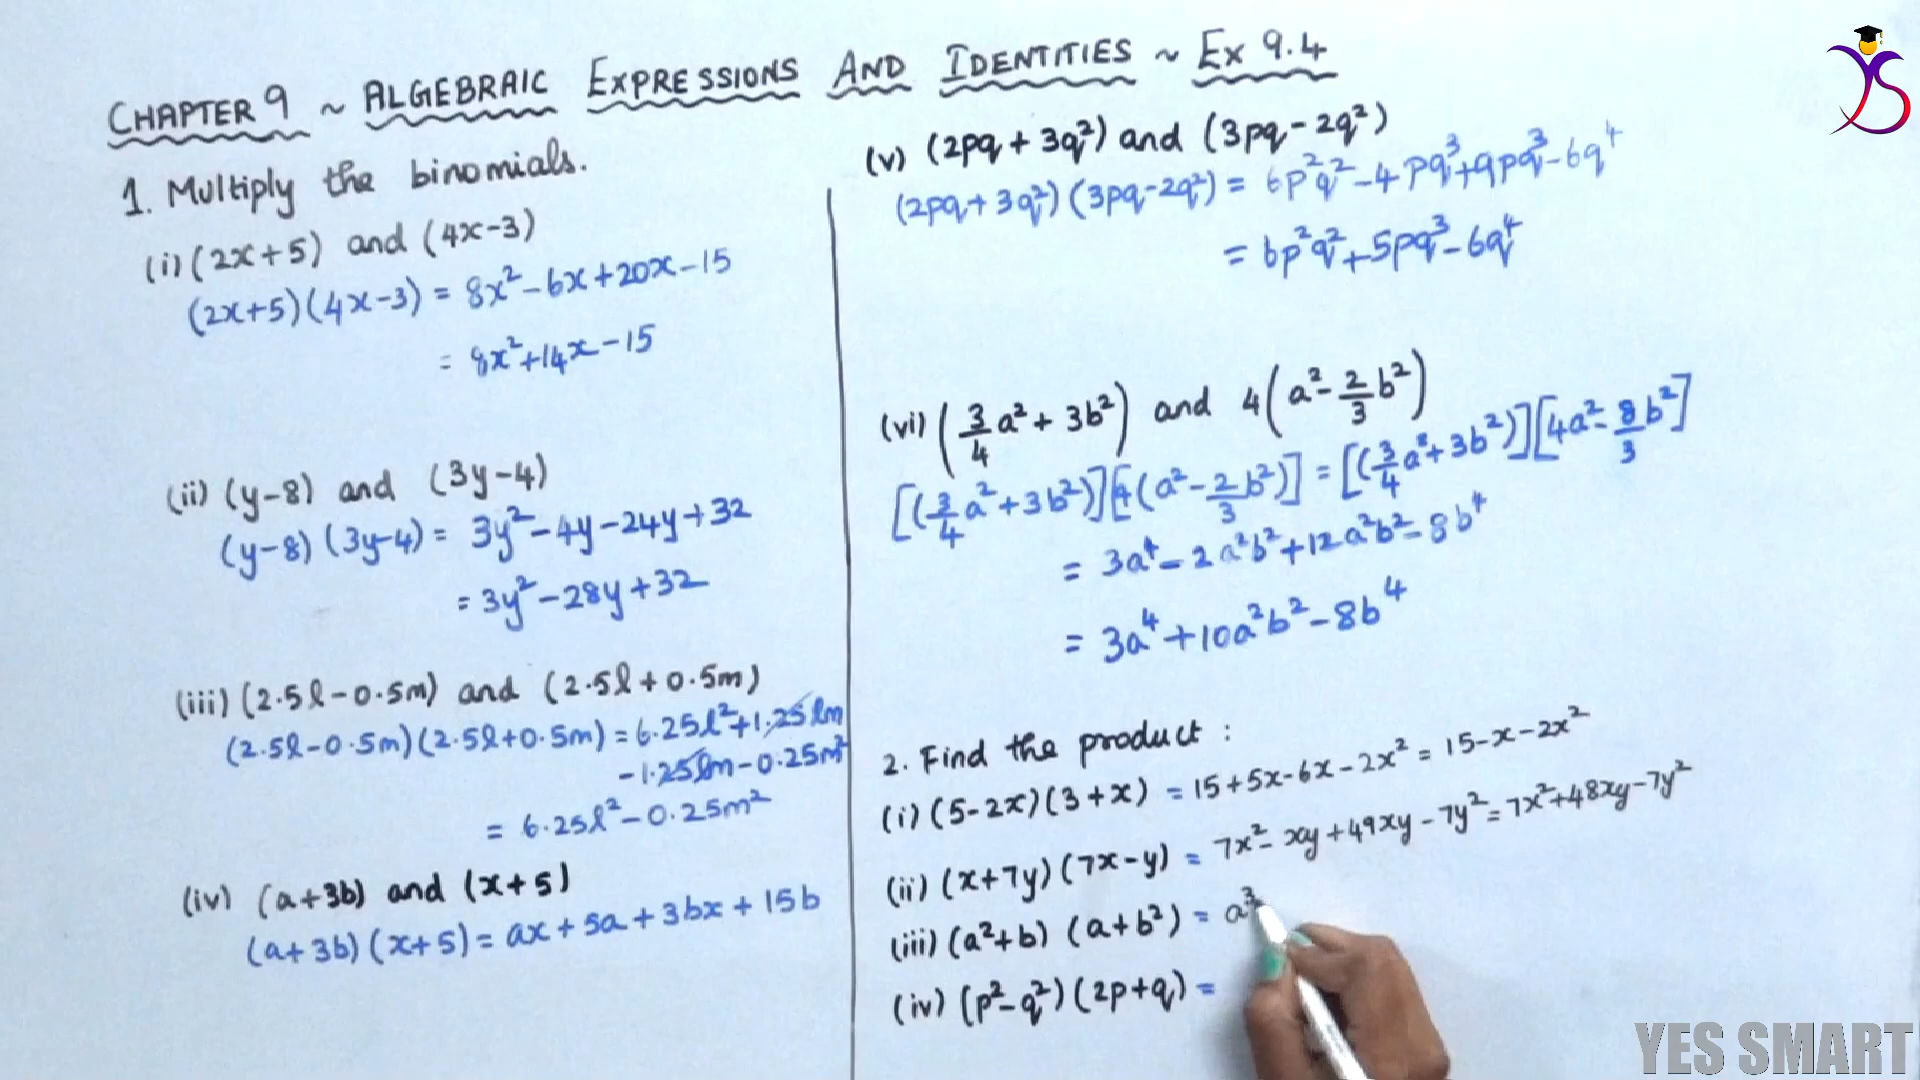 CHAPTER 9 ~ ALGEBRAIC EXPRESSIONS AND IDENTITIES ~ Ex 9.4
1. Multiply the binomials.
(i) (2x+5) and (4x-3)
(2x+5)(4x-3) = 8x² - 6x + 20x - 15
= 8x² + 14x - 15
(ii) (y-8) and (3y-4)
(y-8)(3y-4) = 3y² - 4y - 24y + 32
= 3y² - 28y + 32
(iii) (2.5l - 0.5m) and (2.5l + 0.5m)
(2.5l - 0.5m)(2.5l + 0.5m) = 6.25l² + 1.25lm
- 1.25lm - 0.25m²
= 6.25l² - 0.25m²
(iv) (a+3b) and (x+5)
(a+3b)(x+5) = ax + 5a + 3bx + 15b
(v) (2pq + 3q²) and (3pq - 2q²)
(2pq + 3q²)(3pq - 2q²) = 6p²q² - 4pq³ + 9pq³ - 6q⁴
= 6p²q² + 5pq³ - 6q⁴
(vi) (3/4 a² + 3b²) and 4(a² - 2/3 b²)
[(3/4 a² + 3b²)][4(a² - 2/3 b²)] = [(3/4 a² + 3b²)][4a² - 8/3 b²]
= 3a⁴ - 2a²b² + 12a²b² - 8b⁴
= 3a⁴ + 10a²b² - 8b⁴
2. Find the product :
(i) (5-2x)(3+x) = 15 + 5x - 6x - 2x² = 15 - x - 2x²
(ii) (x+7y)(7x-y) = 7x² - xy + 49xy - 7y² = 7x² + 48xy - 7y²
(iii) (a²+b)(a+b²) = a³
(iv) (p²-q²)(2p+q) =
YS
YES SMART